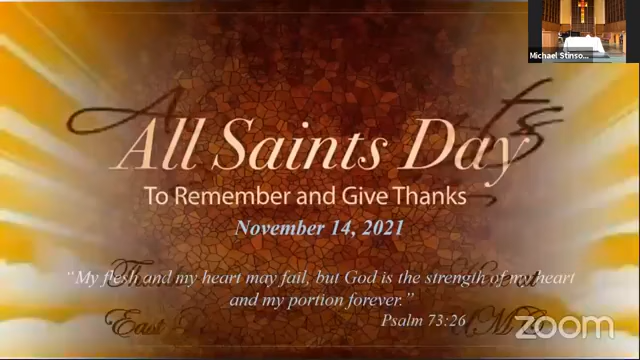 Michael Stinso...
All Saints Day
To Remember and Give Thanks
November 14, 2021
"My flesh and my heart may fail, but God is the strength of my heart
and my portion forever."
Psalm 73:26
East
zoom